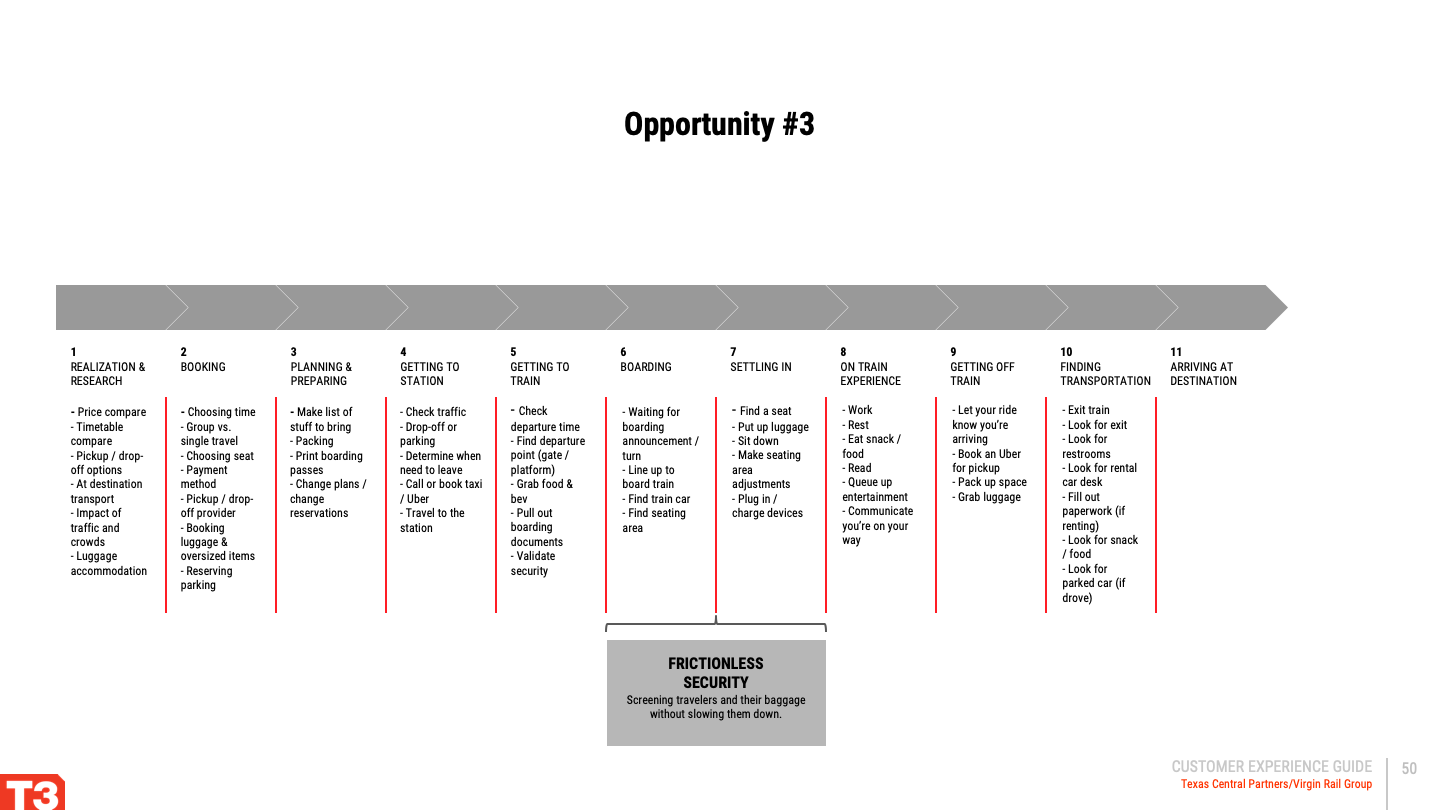 Opportunity #3
1
REALIZATION &
RESEARCH
- Price compare
- Timetable
compare
- Pickup / drop-
off options
- At destination
transport
- Impact of
traffic and
crowds
- Luggage
accommodation
2
BOOKING
- Choosing time
- Group vs.
single travel
- Choosing seat
- Payment
method
- Pickup / drop-
off provider
- Booking
luggage &
oversized items
- Reserving
parking
3
PLANNING &
PREPARING
- Make list of
stuff to bring
- Packing
- Print boarding
passes
- Change plans /
change
reservations
4
GETTING TO
STATION
- Check traffic
- Drop-off or
parking
- Determine when
need to leave
- Call or book taxi
/ Uber
- Travel to the
station
5
GETTING TO
TRAIN
- Check
departure time
- Find departure
point (gate /
platform)
- Grab food &
bev
- Pull out
boarding
documents
- Validate
security
6
BOARDING
- Waiting for
boarding
announcement /
turn
- Line up to
board train
- Find train car
- Find seating
area
7
SETTLING IN
- Find a seat
- Put up luggage
- Sit down
- Make seating
area
adjustments
- Plug in /
charge devices
8
ON TRAIN
EXPERIENCE
- Work
- Rest
- Eat snack /
food
- Read
- Queue up
entertainment
- Communicate
you’re on your
way
9
GETTING OFF
TRAIN
- Let your ride
know you’re
arriving
- Book an Uber
for pickup
- Pack up space
- Grab luggage
10
FINDING
TRANSPORTATION
- Exit train
- Look for exit
- Look for
restrooms
- Look for rental
car desk
- Fill out
paperwork (if
renting)
- Look for snack
/ food
- Look for
parked car (if
drove)
11
ARRIVING AT
DESTINATION
FRICTIONLESS
SECURITY
Screening travelers and their baggage
without slowing them down.
T3
CUSTOMER EXPERIENCE GUIDE
Texas Central Partners/Virgin Rail Group
50